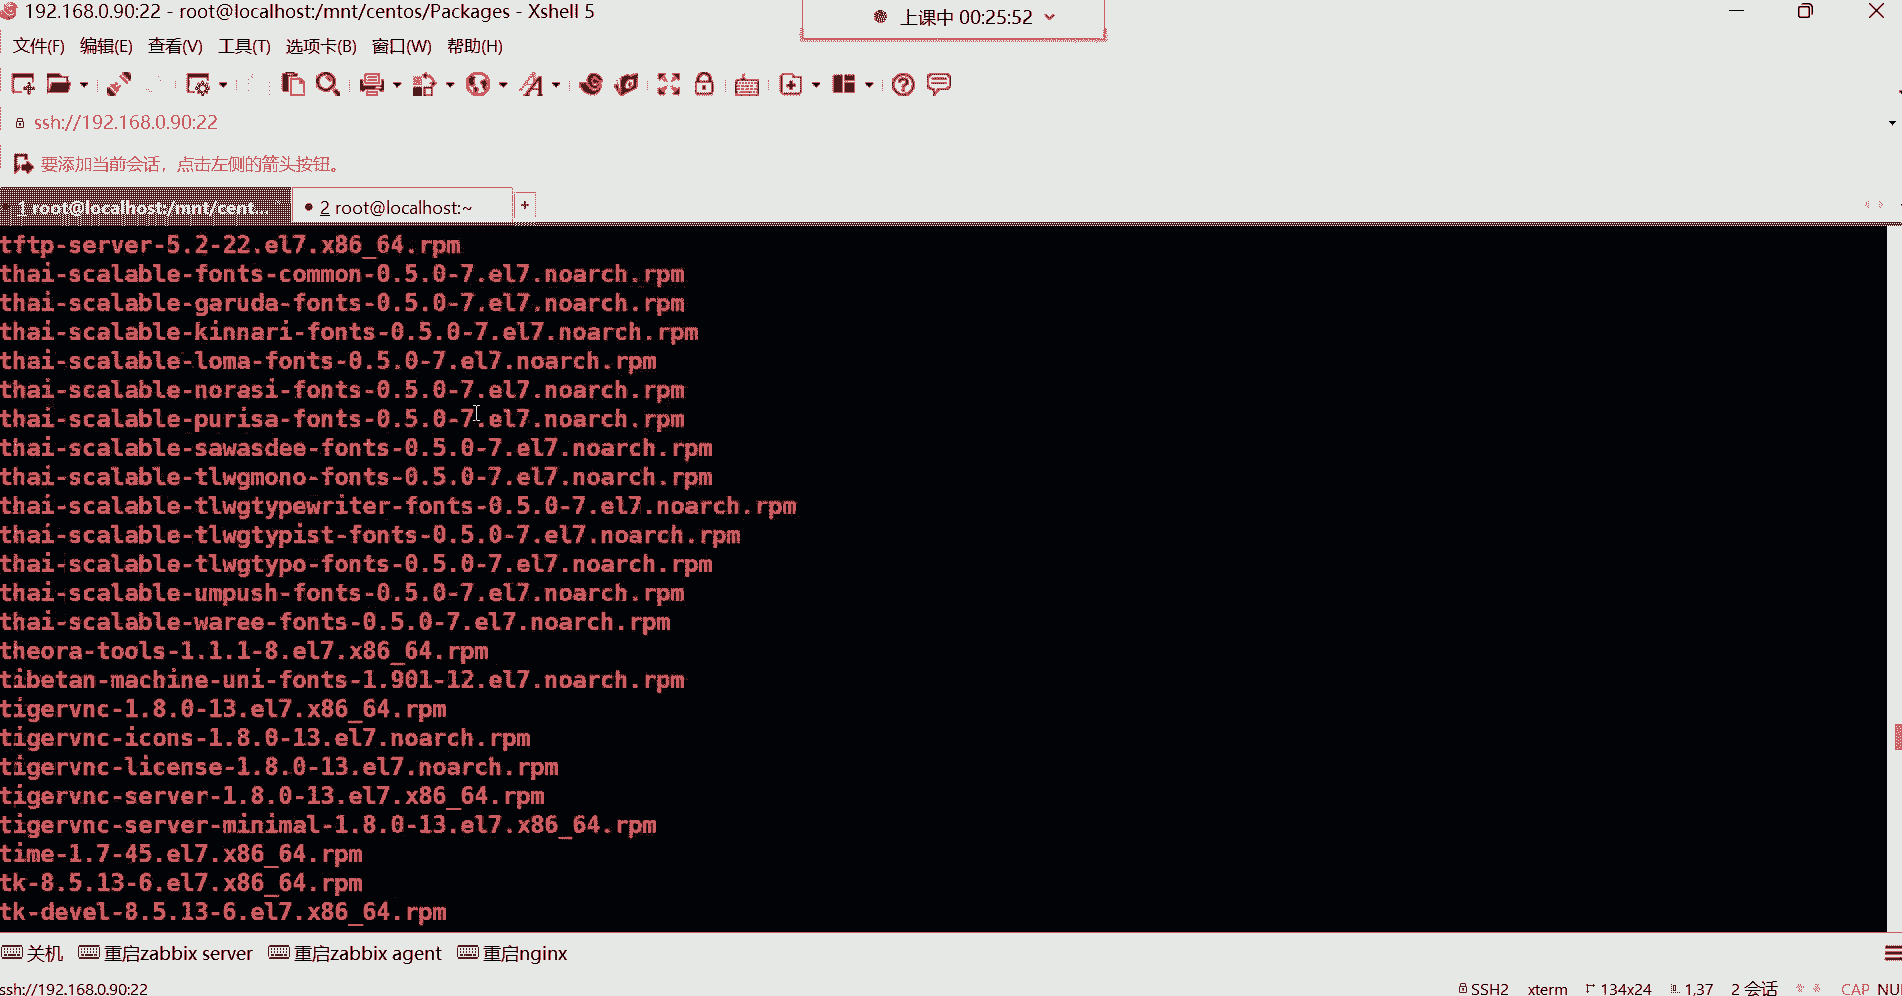 192.168.0.90:22 - root@localhost:/mnt/centos/Packages - Xshell 5
上课中 00:25:52
文件(F) 编辑(E) 查看(V) 工具(T) 选项卡(B) 窗口(W) 帮助(H)
ssh://192.168.0.90:22
要添加当前会话，点击左侧的箭头按钮。
1 root@localhost:/mnt/cent... 2 root@localhost:~ +
tftp-server-5.2-22.el7.x86_64.rpm
thai-scalable-fonts-common-0.5.0-7.el7.noarch.rpm
thai-scalable-garuda-fonts-0.5.0-7.el7.noarch.rpm
thai-scalable-kinnari-fonts-0.5.0-7.el7.noarch.rpm
thai-scalable-loma-fonts-0.5.0-7.el7.noarch.rpm
thai-scalable-norasi-fonts-0.5.0-7.el7.noarch.rpm
thai-scalable-purisa-fonts-0.5.0-7.el7.noarch.rpm
thai-scalable-sawasdee-fonts-0.5.0-7.el7.noarch.rpm
thai-scalable-tlwgmono-fonts-0.5.0-7.el7.noarch.rpm
thai-scalable-tlwgtypewriter-fonts-0.5.0-7.el7.noarch.rpm
thai-scalable-tlwgtypist-fonts-0.5.0-7.el7.noarch.rpm
thai-scalable-tlwgtypo-fonts-0.5.0-7.el7.noarch.rpm
thai-scalable-umpush-fonts-0.5.0-7.el7.noarch.rpm
thai-scalable-waree-fonts-0.5.0-7.el7.noarch.rpm
theora-tools-1.1.1-8.el7.x86_64.rpm
tibetan-machine-uni-fonts-1.901-12.el7.noarch.rpm
tigervnc-1.8.0-13.el7.x86_64.rpm
tigervnc-icons-1.8.0-13.el7.noarch.rpm
tigervnc-license-1.8.0-13.el7.noarch.rpm
tigervnc-server-1.8.0-13.el7.x86_64.rpm
tigervnc-server-minimal-1.8.0-13.el7.x86_64.rpm
time-1.7-45.el7.x86_64.rpm
tk-8.5.13-6.el7.x86_64.rpm
tk-devel-8.5.13-6.el7.x86_64.rpm
关机 重启zabbix server 重启zabbix agent 重启nginx
ssh://192.168.0.90:22 SSH2 xterm 134x24 1,37 2 会话 CAP NU